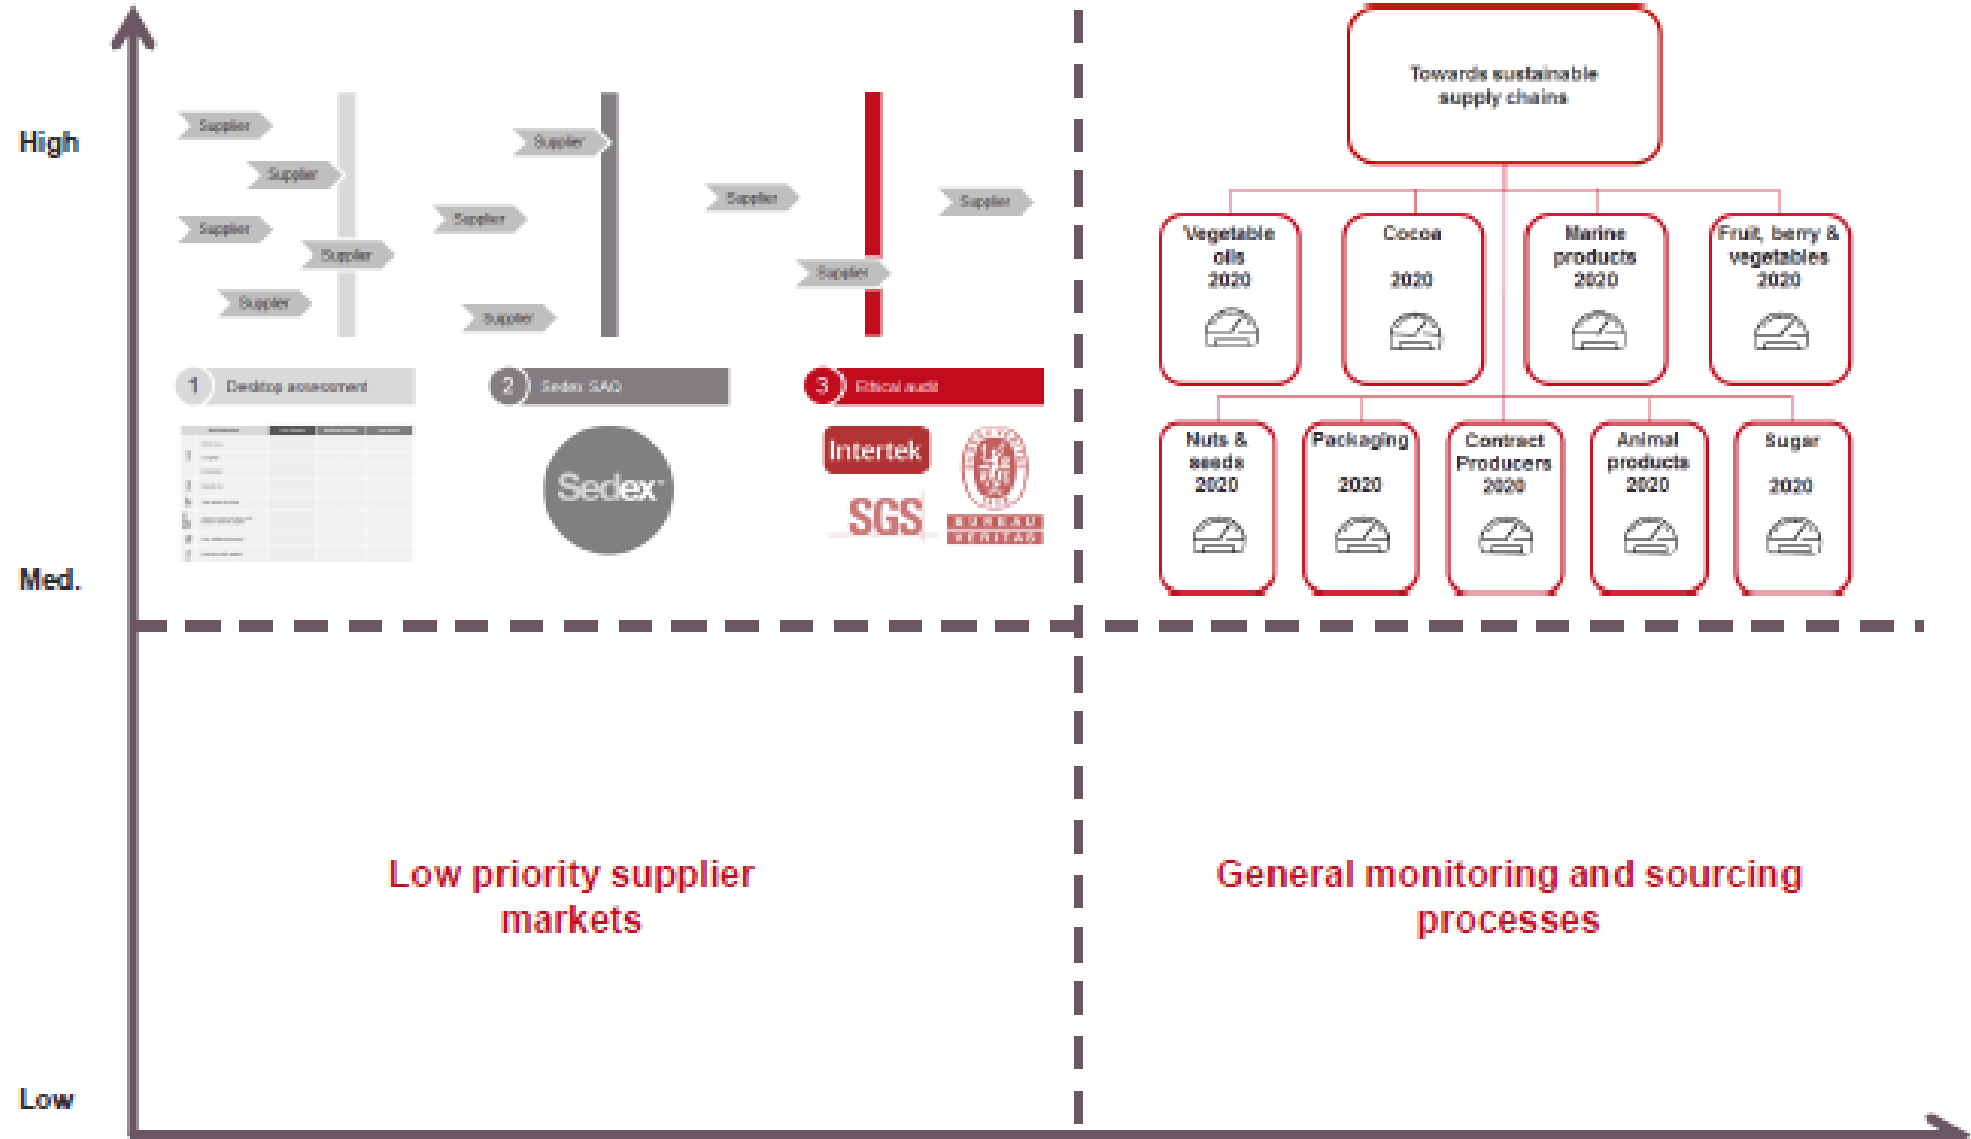 High
Med.
Low
Supplier
Supplier
Supplier
Supplier
Supplier
Supplier
Supplier
Supplier
Supplier
Supplier
Supplier
1 Desktop assessment
2 Sedex SAQ
3 Ethical audit
Sedex
Intertek
SGS
BUREAU
VERITAS
Towards sustainable
supply chains
Vegetable
oils
2020
Cocoa
2020
Marine
products
2020
Fruit, berry &
vegetables
2020
Nuts &
seeds
2020
Packaging
2020
Contract
Producers
2020
Animal
products
2020
Sugar
2020
Low priority supplier
markets
General monitoring and sourcing
processes